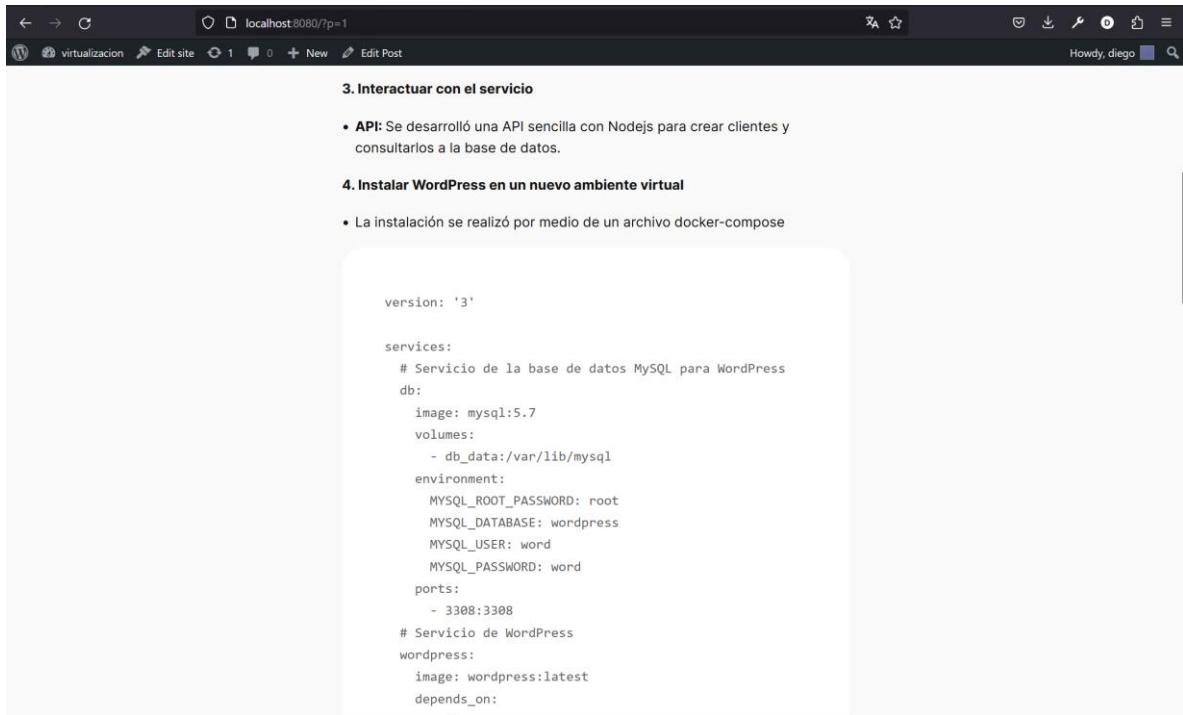 localhost:8080/?p=1
virtualizacion Edit site 1 0 + New Edit Post Howdy, diego
3. Interactuar con el servicio
• API: Se desarrolló una API sencilla con Nodejs para crear clientes y
consultarlos a la base de datos.
4. Instalar WordPress en un nuevo ambiente virtual
• La instalación se realizó por medio de un archivo docker-compose
version: '3'
services:
# Servicio de la base de datos MySQL para WordPress
db:
image: mysql:5.7
volumes:
- db_data:/var/lib/mysql
environment:
MYSQL_ROOT_PASSWORD: root
MYSQL_DATABASE: wordpress
MYSQL_USER: word
MYSQL_PASSWORD: word
ports:
- 3308:3308
# Servicio de WordPress
wordpress:
image: wordpress:latest
depends_on: